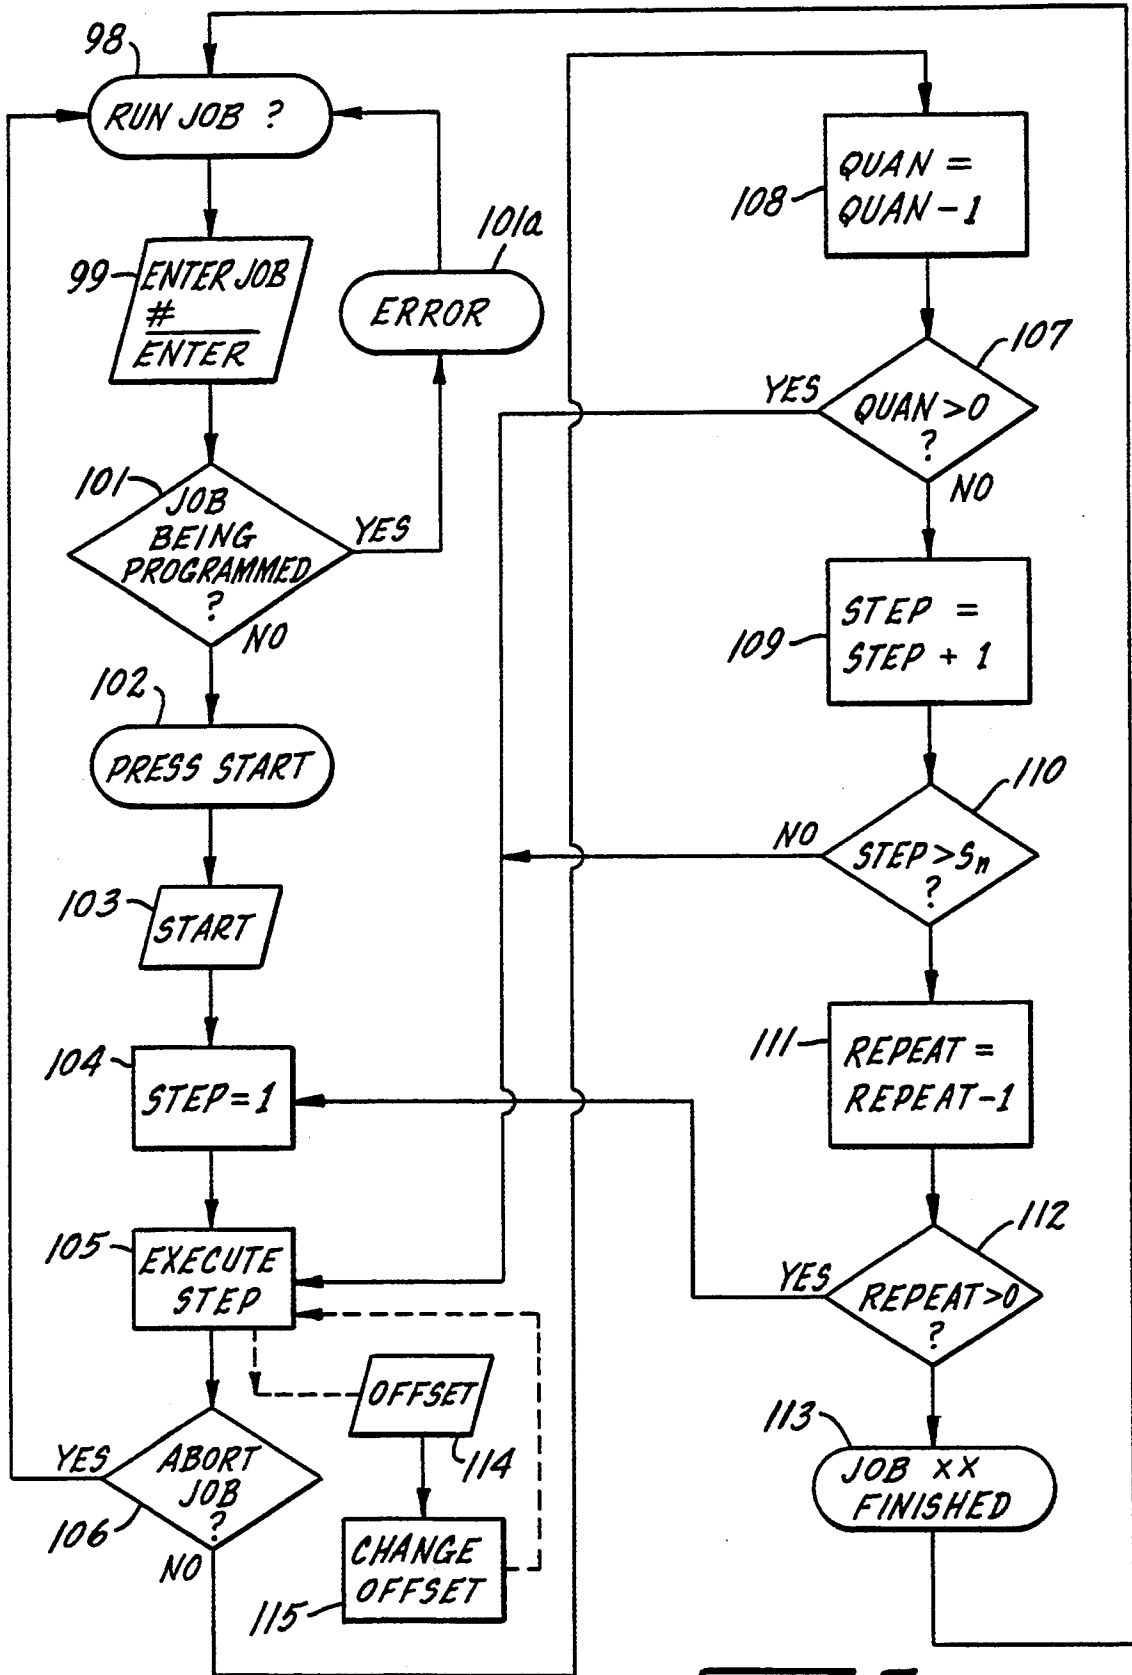 98
RUN JOB ?
99
ENTER JOB
#
ENTER
101a
ERROR
101
JOB
BEING
PROGRAMMED
?
YES
NO
102
PRESS START
103
START
104
STEP=1
105
EXECUTE
STEP
106
ABORT
JOB
?
YES
NO
OFFSET
114
CHANGE
OFFSET
115
108
QUAN =
QUAN-1
107
QUAN>0
?
YES
NO
109
STEP =
STEP + 1
110
STEP>Sn
?
NO
111
REPEAT =
REPEAT-1
112
REPEAT>0
?
YES
113
JOB XX
FINISHED